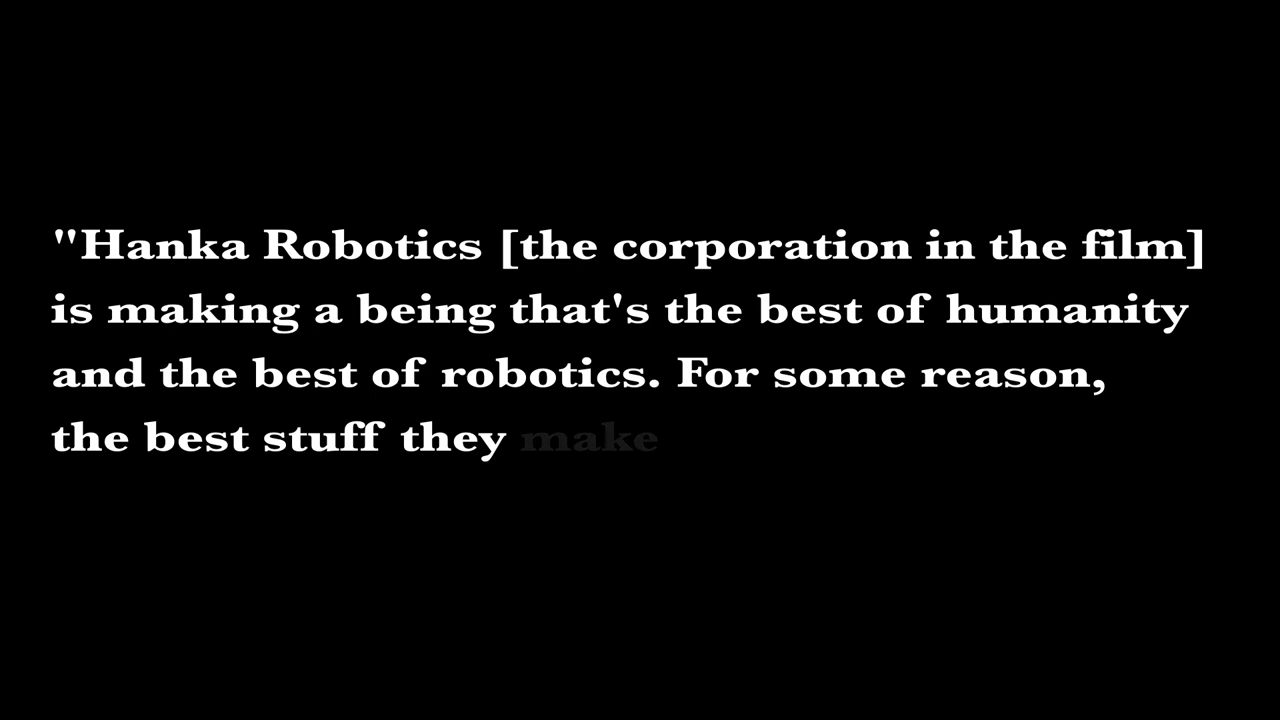 "Hanka Robotics [the corporation in the film]
is making a being that's the best of humanity
and the best of robotics. For some reason,
the best stuff they make